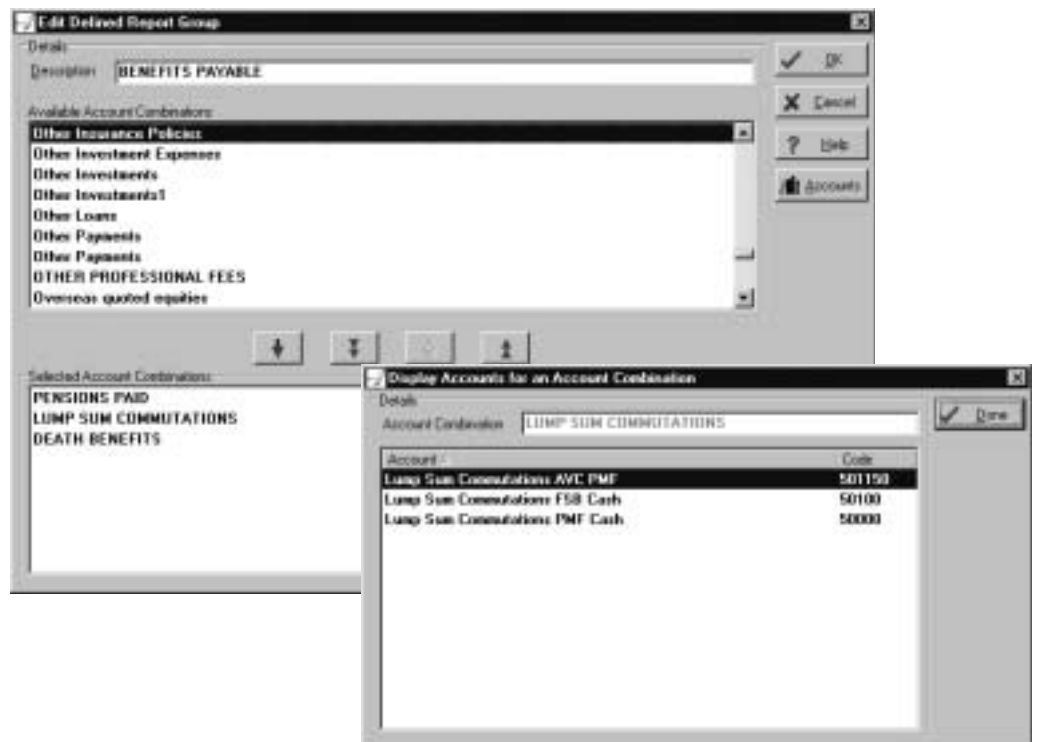 Edit Defined Report Group
Details
Description BENEFITS PAYABLE
Available Account Combinations
Other Insurance Policies
Other Investment Expenses
Other Investments
Other Investments1
Other Loans
Other Payments
Other Payments
OTHER PROFESSIONAL FEES
Overseas quoted equities
OK
Cancel
Help
Accounts
Selected Account Combinations
PENSIONS PAID
LUMP SUM COMMUTATIONS
DEATH BENEFITS
Display Accounts for an Account Combination
Details
Account Combination LUMP SUM COMMUTATIONS
Done
Account Code
Lump Sum Commutations AVC PMF 501150
Lump Sum Commutations FSB Cash 50100
Lump Sum Commutations PMF Cash 50000